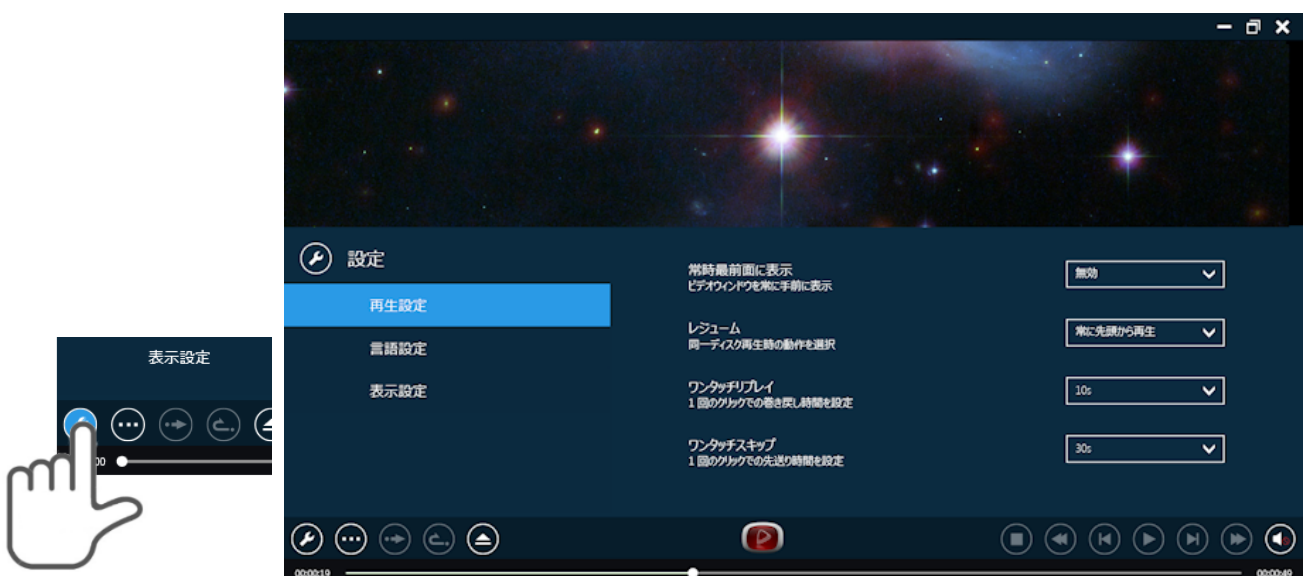 表示設定
00
設定
再生設定
言語設定
表示設定
常時最前面に表示
ビデオウィンドウを常に手前に表示
無効
レジューム
同一ディスク再生時の動作を選択
常に先頭から再生
ワンタッチリプレイ
1回のクリックでの巻き戻し時間を設定
10s
ワンタッチスキップ
1回のクリックでの先送り時間を設定
30s
00:00:19
00:00:49